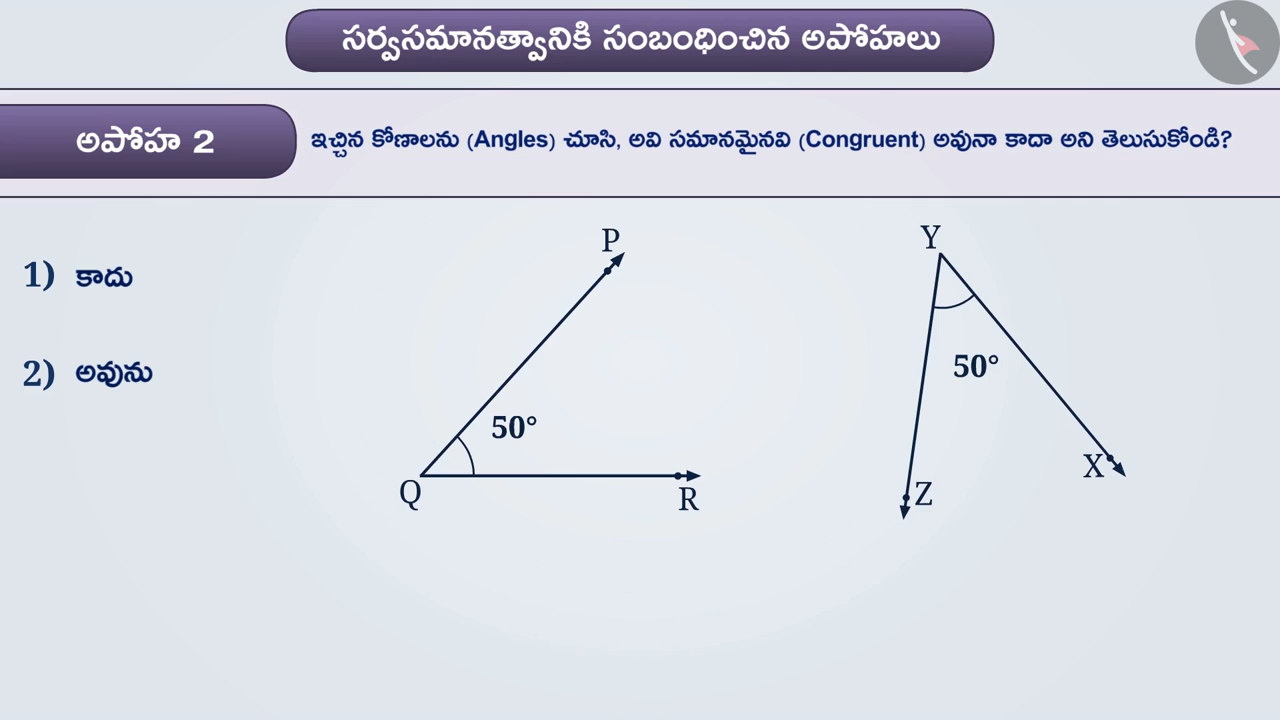 సర్వసమానత్వానికి సంబంధించిన అపోహలు
అపోహ 2
ఇచ్చిన కోణాలను (Angles) చూసి, అవి సమానమైనవి (Congruent) అవునా కాదా అని తెలుసుకోండి?
1) కాదు
2) అవును
P
50°
Q
R
Y
50°
X
Z